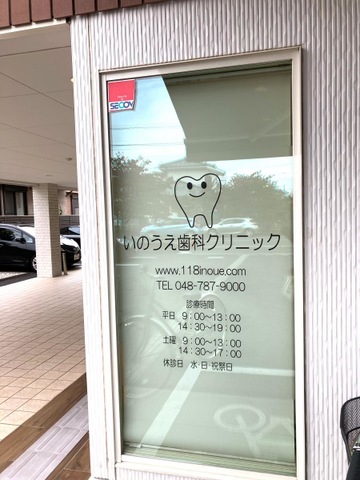 SECOM
いのうえ歯科クリニック
www.118inoue.com
TEL 048-787-9000
診療時間
平日 9：00〜13：00
14：30〜19：00
土曜 9：00〜13：00
14：30〜17：00
休診日 水・日・祝祭日